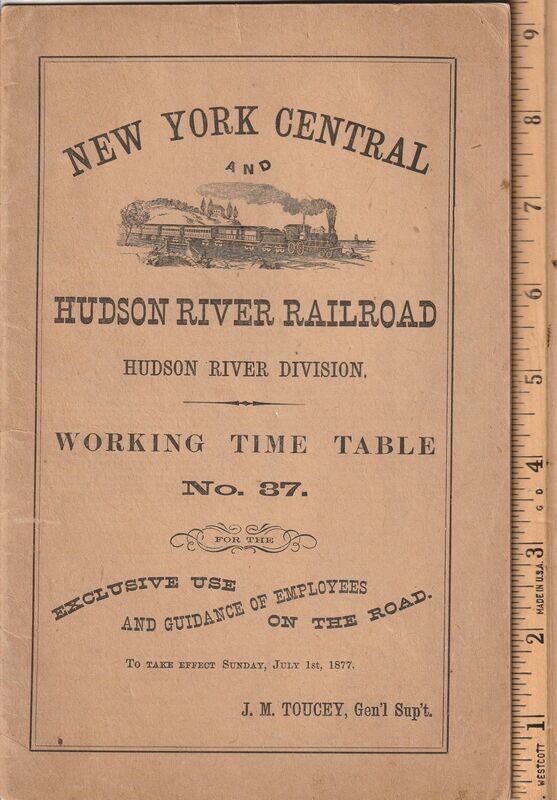 NEW YORK CENTRAL
AND
HUDSON RIVER RAILROAD
HUDSON RIVER DIVISION.
WORKING TIME TABLE
No. 37.
FOR THE
EXCLUSIVE USE
AND GUIDANCE OF EMPLOYEES
ON THE ROAD.
To take effect Sunday, July 1st, 1877.
J. M. TOUCEY, Gen'l Sup't.
9
8
7
6
5
4
3
2
1
C P O
MADE IN U.S.A.
WESTCOTT